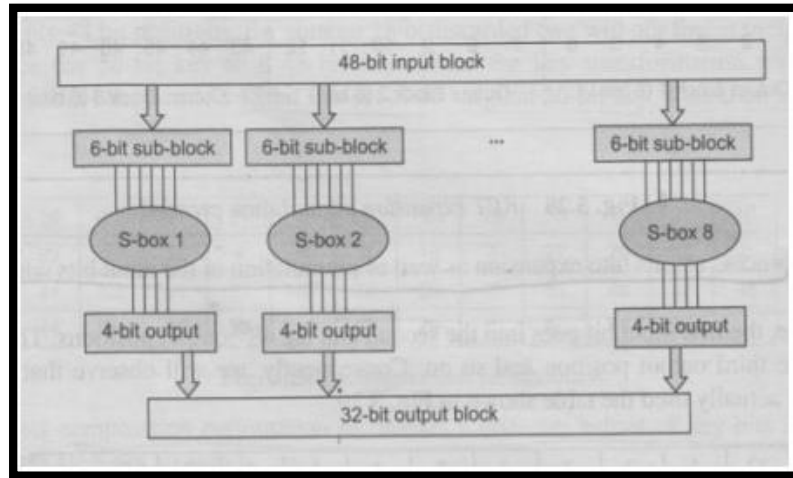 48-bit input block
6-bit sub-block
6-bit sub-block
...
6-bit sub-block
S-box 1
S-box 2
S-box 8
4-bit output
4-bit output
4-bit output
32-bit output block